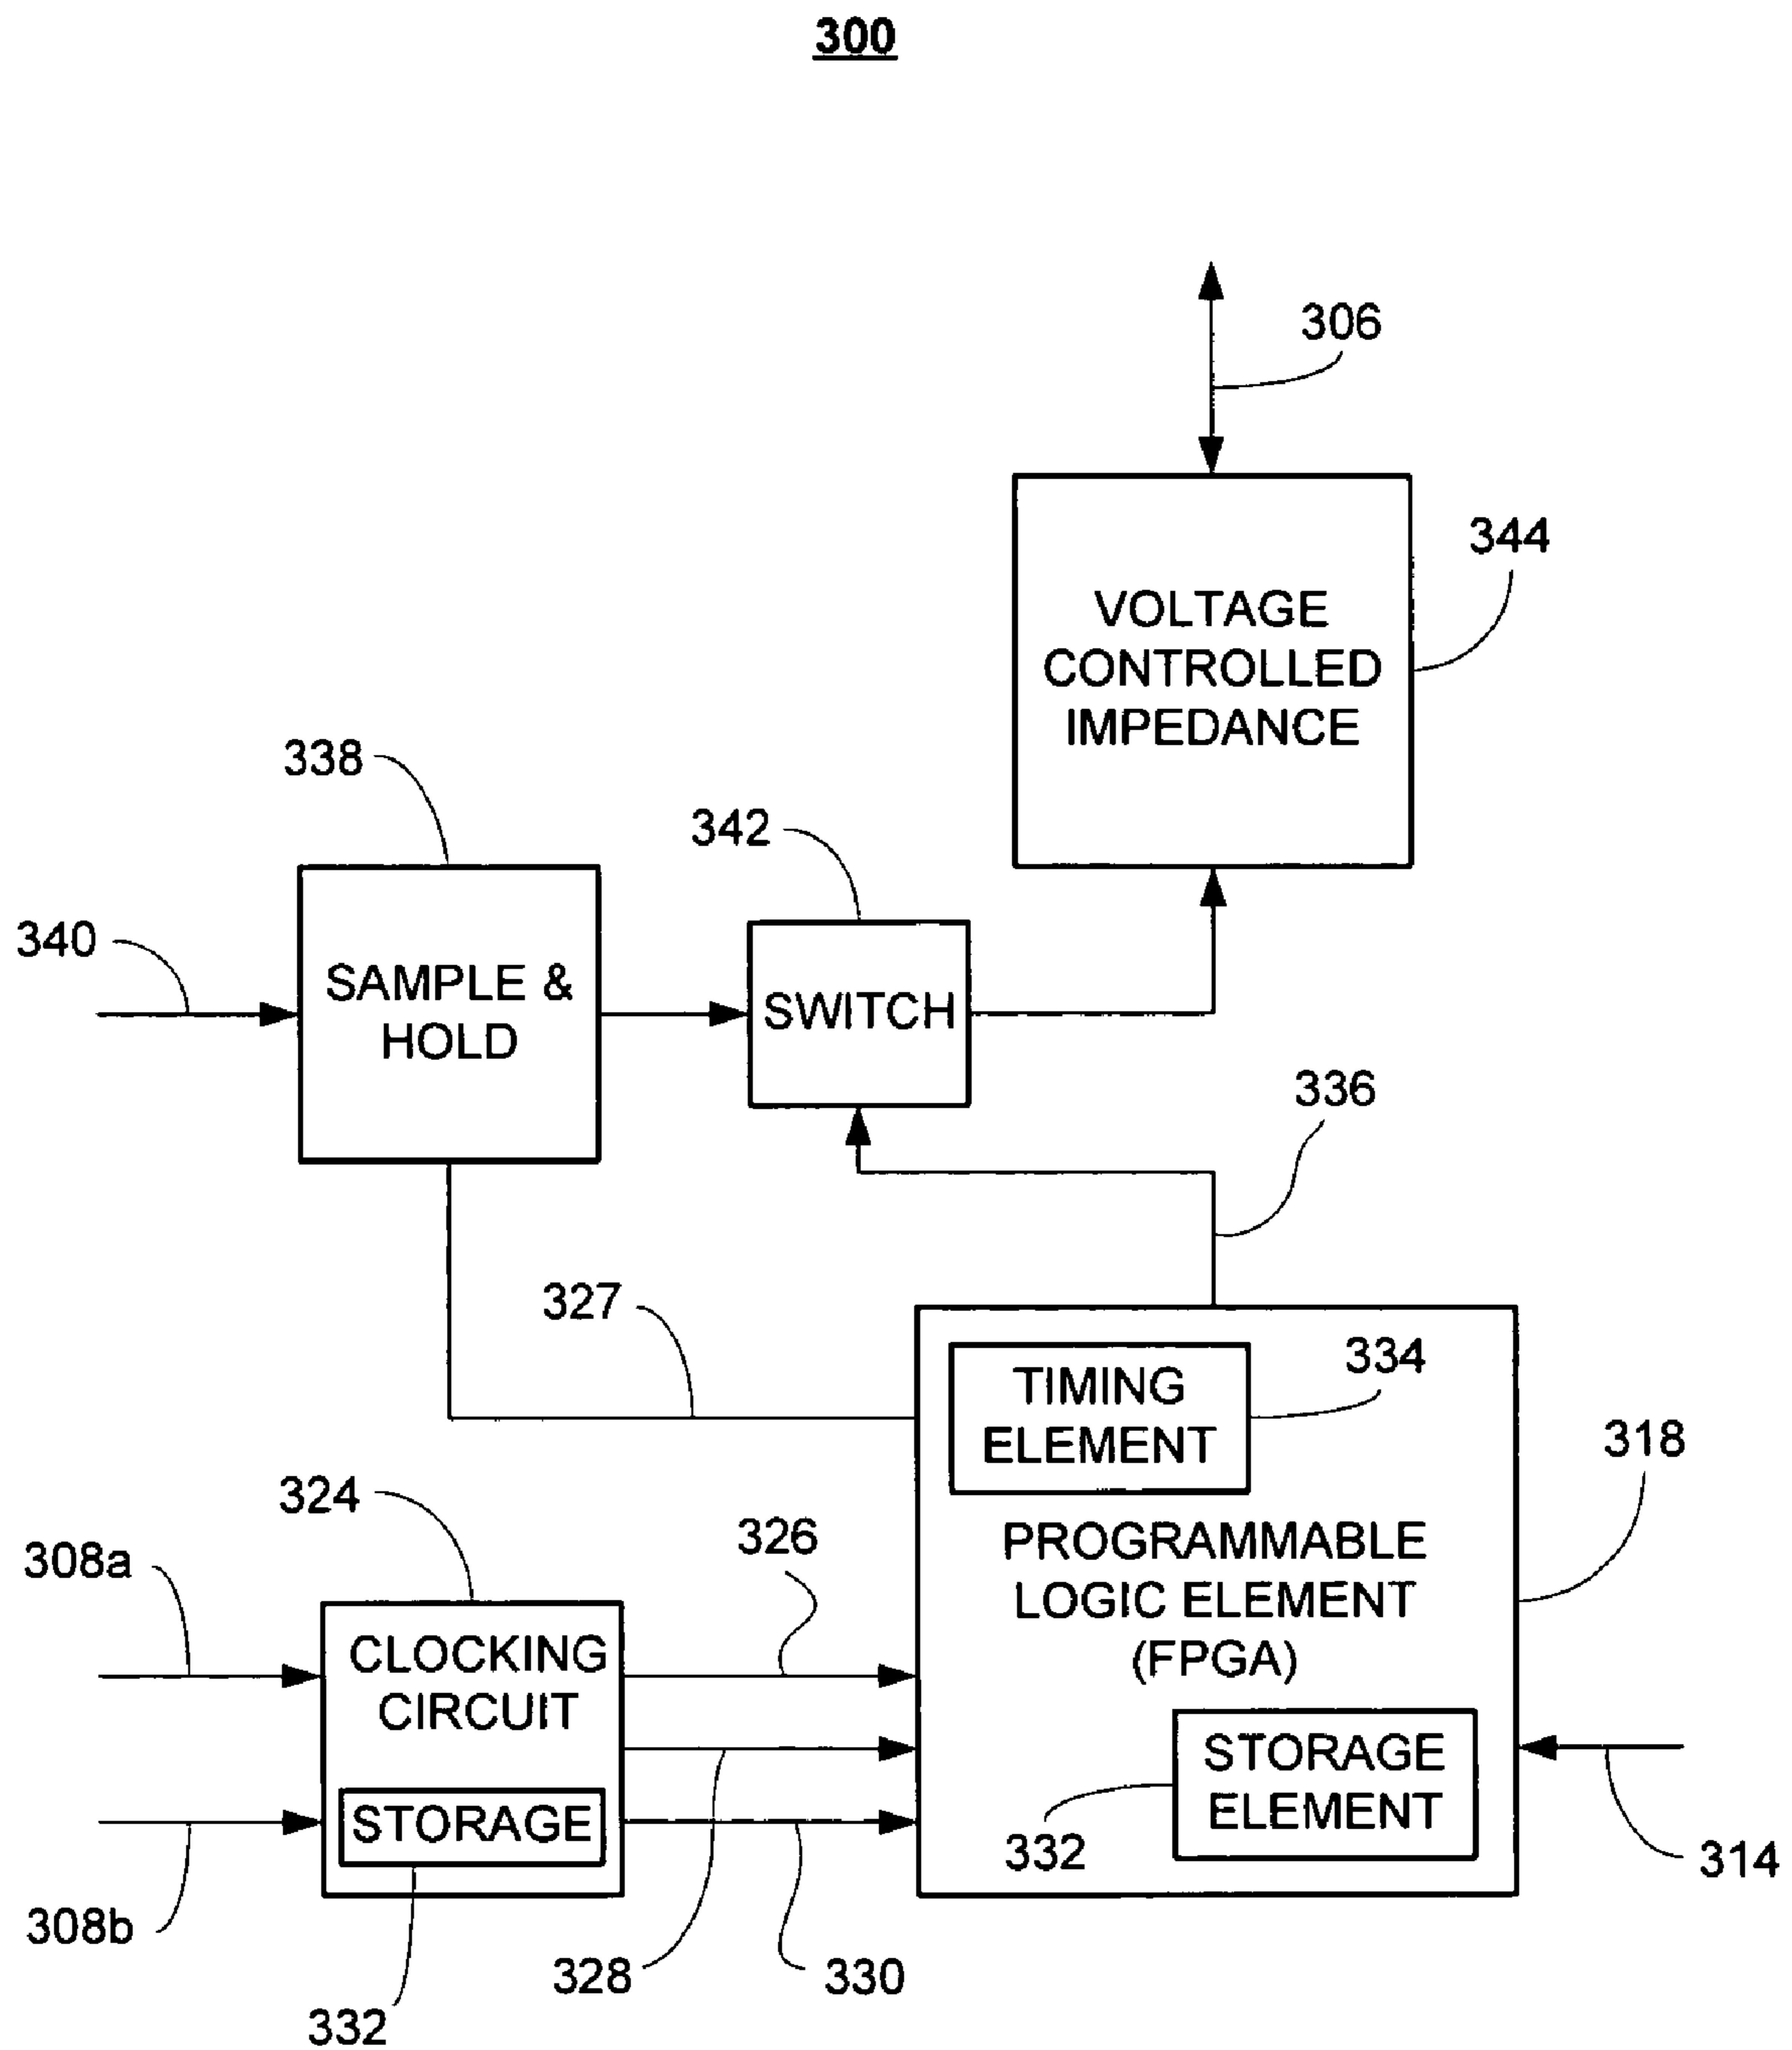 300
306
344
VOLTAGE
CONTROLLED
IMPEDANCE
338
342
340
SAMPLE &
HOLD
SWITCH
336
327
TIMING
ELEMENT
334
318
324
326
308a
PROGRAMMABLE
LOGIC ELEMENT
(FPGA)
CLOCKING
CIRCUIT
STORAGE
STORAGE
ELEMENT
332
314
308b
328
330
332